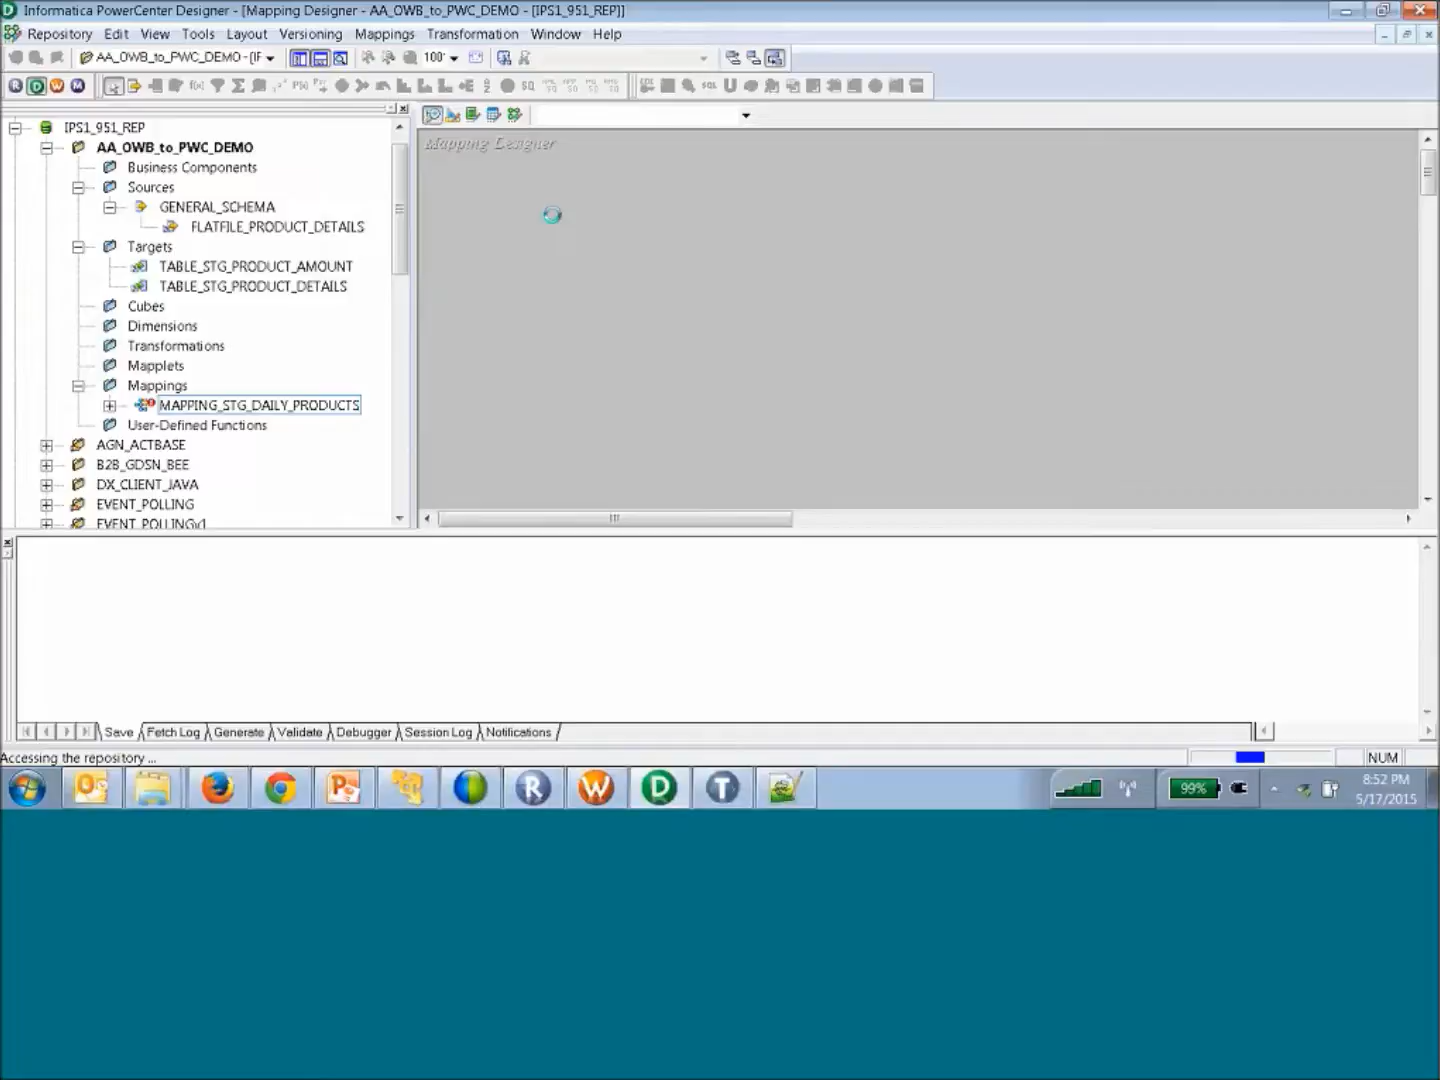 Informatica PowerCenter Designer - [Mapping Designer - AA_OWB_to_PWC_DEMO - [IPS1_951_REP]]
Repository Edit View Tools Layout Versioning Mappings Transformation Window Help
AA_OWB_to_PWC_DEMO - [IF 100%
Mapping Designer
IPS1_951_REP
AA_OWB_to_PWC_DEMO
Business Components
Sources
GENERAL_SCHEMA
FLATFILE_PRODUCT_DETAILS
Targets
TABLE_STG_PRODUCT_AMOUNT
TABLE_STG_PRODUCT_DETAILS
Cubes
Dimensions
Transformations
Mapplets
Mappings
MAPPING_STG_DAILY_PRODUCTS
User-Defined Functions
AGN_ACTBASE
B2B_GDSN_BEE
DX_CLIENT_JAVA
EVENT_POLLING
EVENT_POLLINGv1
Save Fetch Log Generate Validate Debugger Session Log Notifications
Accessing the repository ... NUM
99% 8:52 PM
5/17/2015